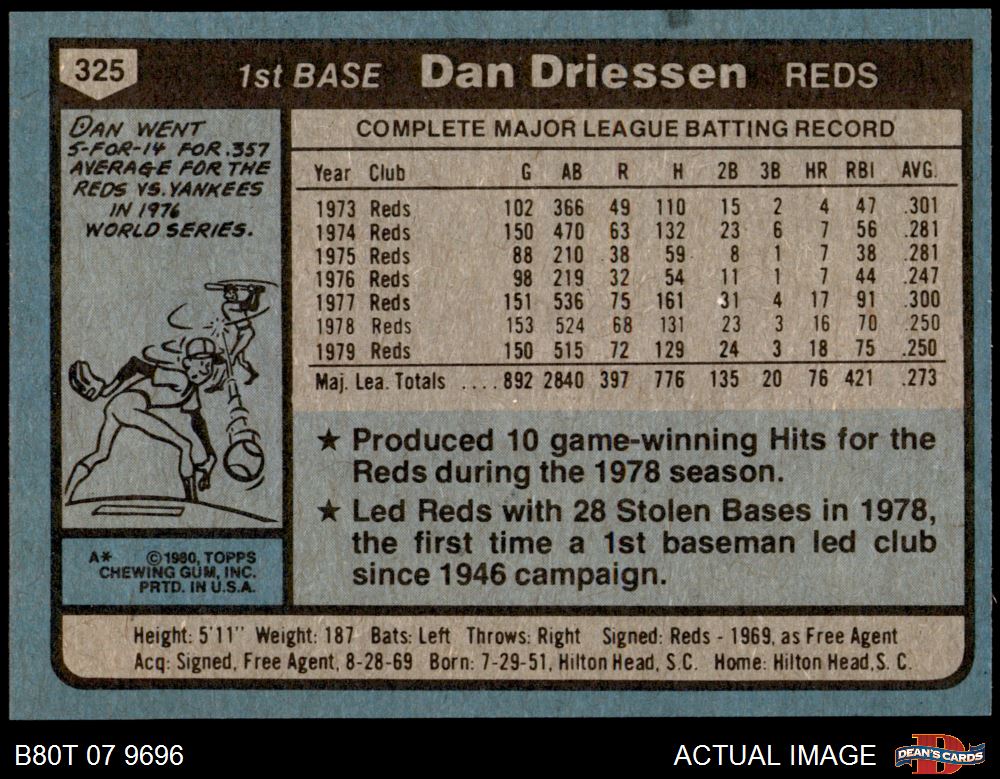 325
1st BASE Dan Driessen REDS
DAN WENT
5-FOR-14 FOR .357
AVERAGE FOR THE
REDS VS. YANKEES
IN 1976
WORLD SERIES.
COMPLETE MAJOR LEAGUE BATTING RECORD
Year Club G AB R H 2B 3B HR RBI AVG.
1973 Reds 102 366 49 110 15 2 4 47 .301
1974 Reds 150 470 63 132 23 6 7 56 .281
1975 Reds 88 210 38 59 8 1 7 38 .281
1976 Reds 98 219 32 54 11 1 7 44 .247
1977 Reds 151 536 75 161 31 4 17 91 .300
1978 Reds 153 524 68 131 23 3 16 70 .250
1979 Reds 150 515 72 129 24 3 18 75 .250
Maj. Lea. Totals ....892 2840 397 776 135 20 76 421 .273
★ Produced 10 game-winning Hits for the
Reds during the 1978 season.
★ Led Reds with 28 Stolen Bases in 1978,
the first time a 1st baseman led club
since 1946 campaign.
A* © 1980, TOPPS
CHEWING GUM, INC.
PRTD. IN U.S.A.
Height: 5'11" Weight: 187 Bats: Left Throws: Right Signed: Reds - 1969, as Free Agent
Acq: Signed, Free Agent, 8-28-69 Born: 7-29-51, Hilton Head, S.C. Home: Hilton Head, S. C.
B80T 07 9696
ACTUAL IMAGE
D
DEAN'S CARDS